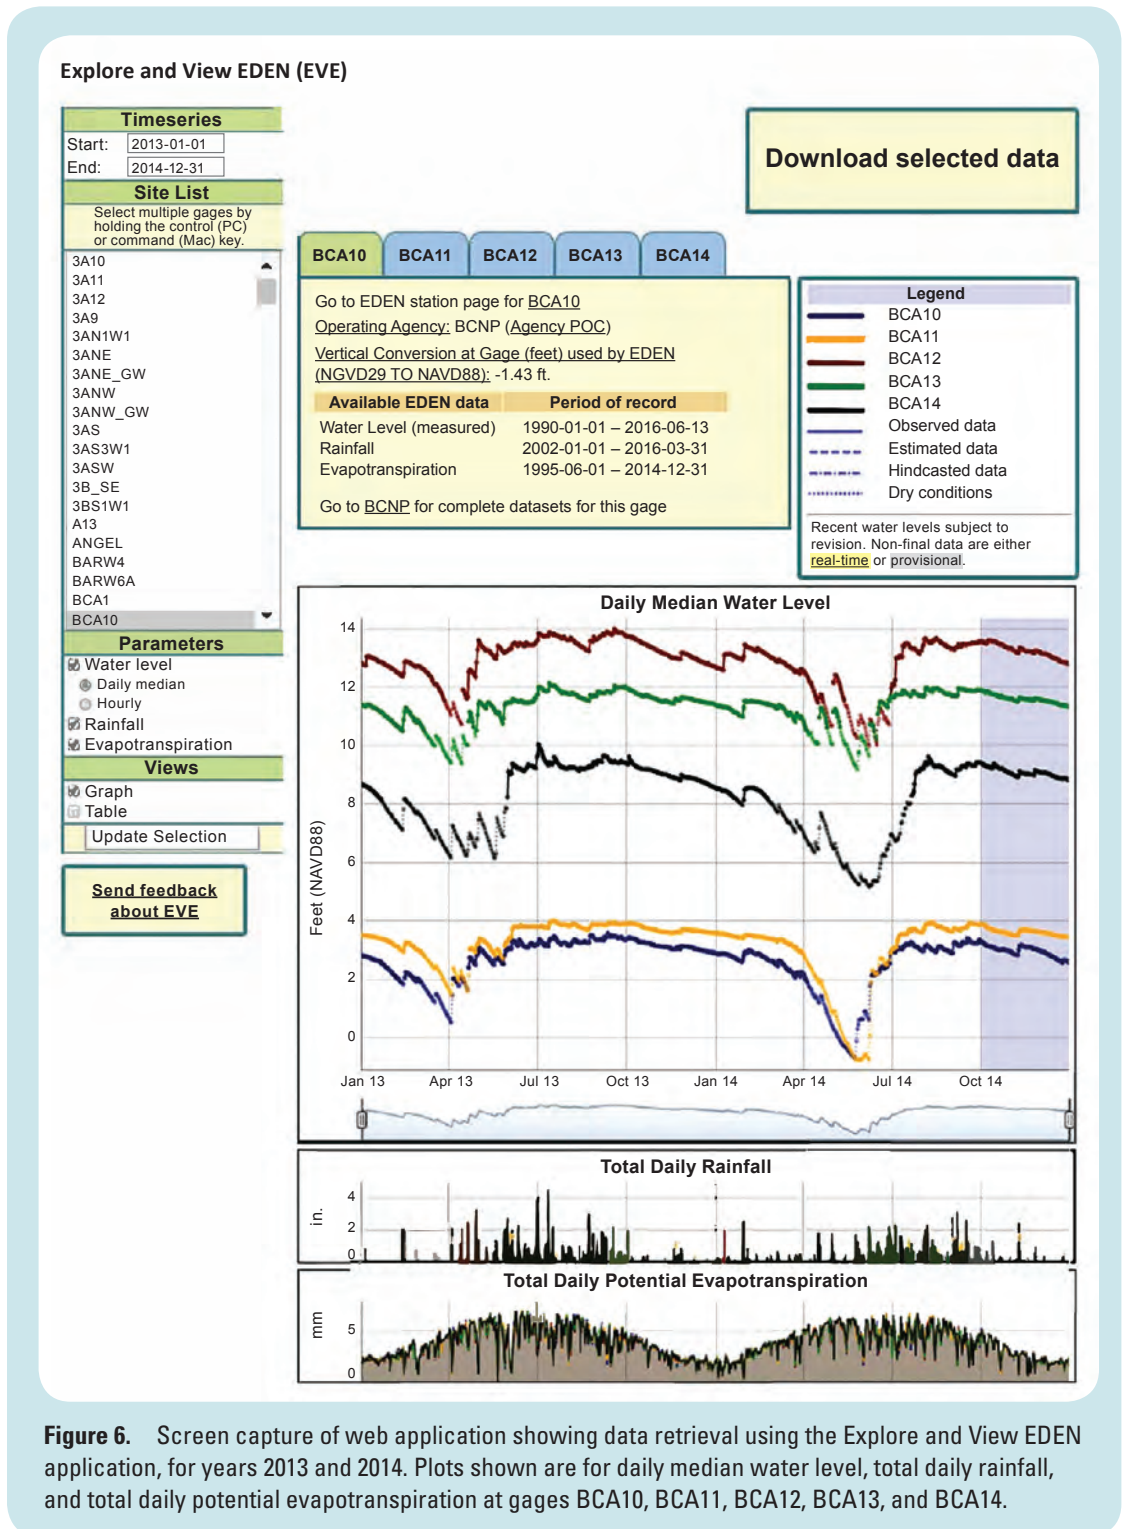 Explore and View EDEN (EVE)
Timeseries
Start: 2013-01-01
End: 2014-12-31
Site List
Select multiple gages by
holding the control (PC)
or command (Mac) key.
3A10
3A11
3A12
3A9
3AN1W1
3ANE
3ANE_GW
3ANW
3ANW_GW
3AS
3AS3W1
3ASW
3B_SE
3BS1W1
A13
ANGEL
BARW4
BARW6A
BCA1
BCA10
Parameters
Water level
Daily median
Hourly
Rainfall
Evapotranspiration
Views
Graph
Table
Update Selection
Send feedback
about EVE
Download selected data
BCA10 BCA11 BCA12 BCA13 BCA14
Go to EDEN station page for BCA10
Operating Agency: BCNP (Agency POC)
Vertical Conversion at Gage (feet) used by EDEN
(NGVD29 TO NAVD88): -1.43 ft.
Available EDEN data Period of record
Water Level (measured) 1990-01-01 – 2016-06-13
Rainfall 2002-01-01 – 2016-03-31
Evapotranspiration 1995-06-01 – 2014-12-31
Go to BCNP for complete datasets for this gage
Legend
BCA10
BCA11
BCA12
BCA13
BCA14
Observed data
Estimated data
Hindcasted data
Dry conditions
Recent water levels subject to
revision. Non-final data are either
real-time or provisional.
Daily Median Water Level
Feet (NAVD88)
14
12
10
8
6
4
2
0
Jan 13 Apr 13 Jul 13 Oct 13 Jan 14 Apr 14 Jul 14 Oct 14
Total Daily Rainfall
in.
4
2
0
Total Daily Potential Evapotranspiration
mm
5
0
Figure 6. Screen capture of web application showing data retrieval using the Explore and View EDEN
application, for years 2013 and 2014. Plots shown are for daily median water level, total daily rainfall,
and total daily potential evapotranspiration at gages BCA10, BCA11, BCA12, BCA13, and BCA14.